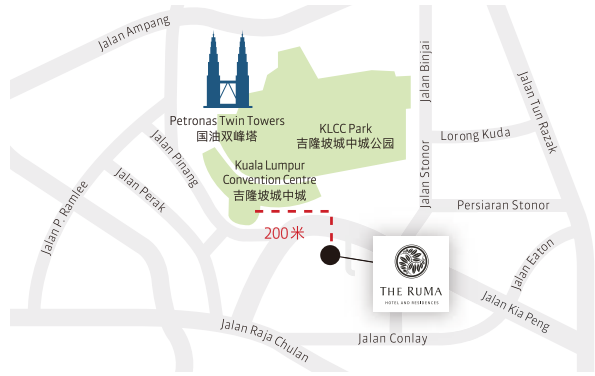 Jalan Ampang
Jalan Binjai
Jalan Tun Razak
Petronas Twin Towers
国油双峰塔
KLCC Park
吉隆坡城中城公园
Lorong Kuda
Jalan Pinang
Kuala Lumpur
Convention Centre
吉隆坡城中城
Jalan Perak
Jalan Stonor
Jalan P. Ramlee
Persiaran Stonor
200米
Jalan Eaton
THE RUMA
HOTEL AND RESIDENCES
Jalan Kia Peng
Jalan Raja Chulan
Jalan Conlay